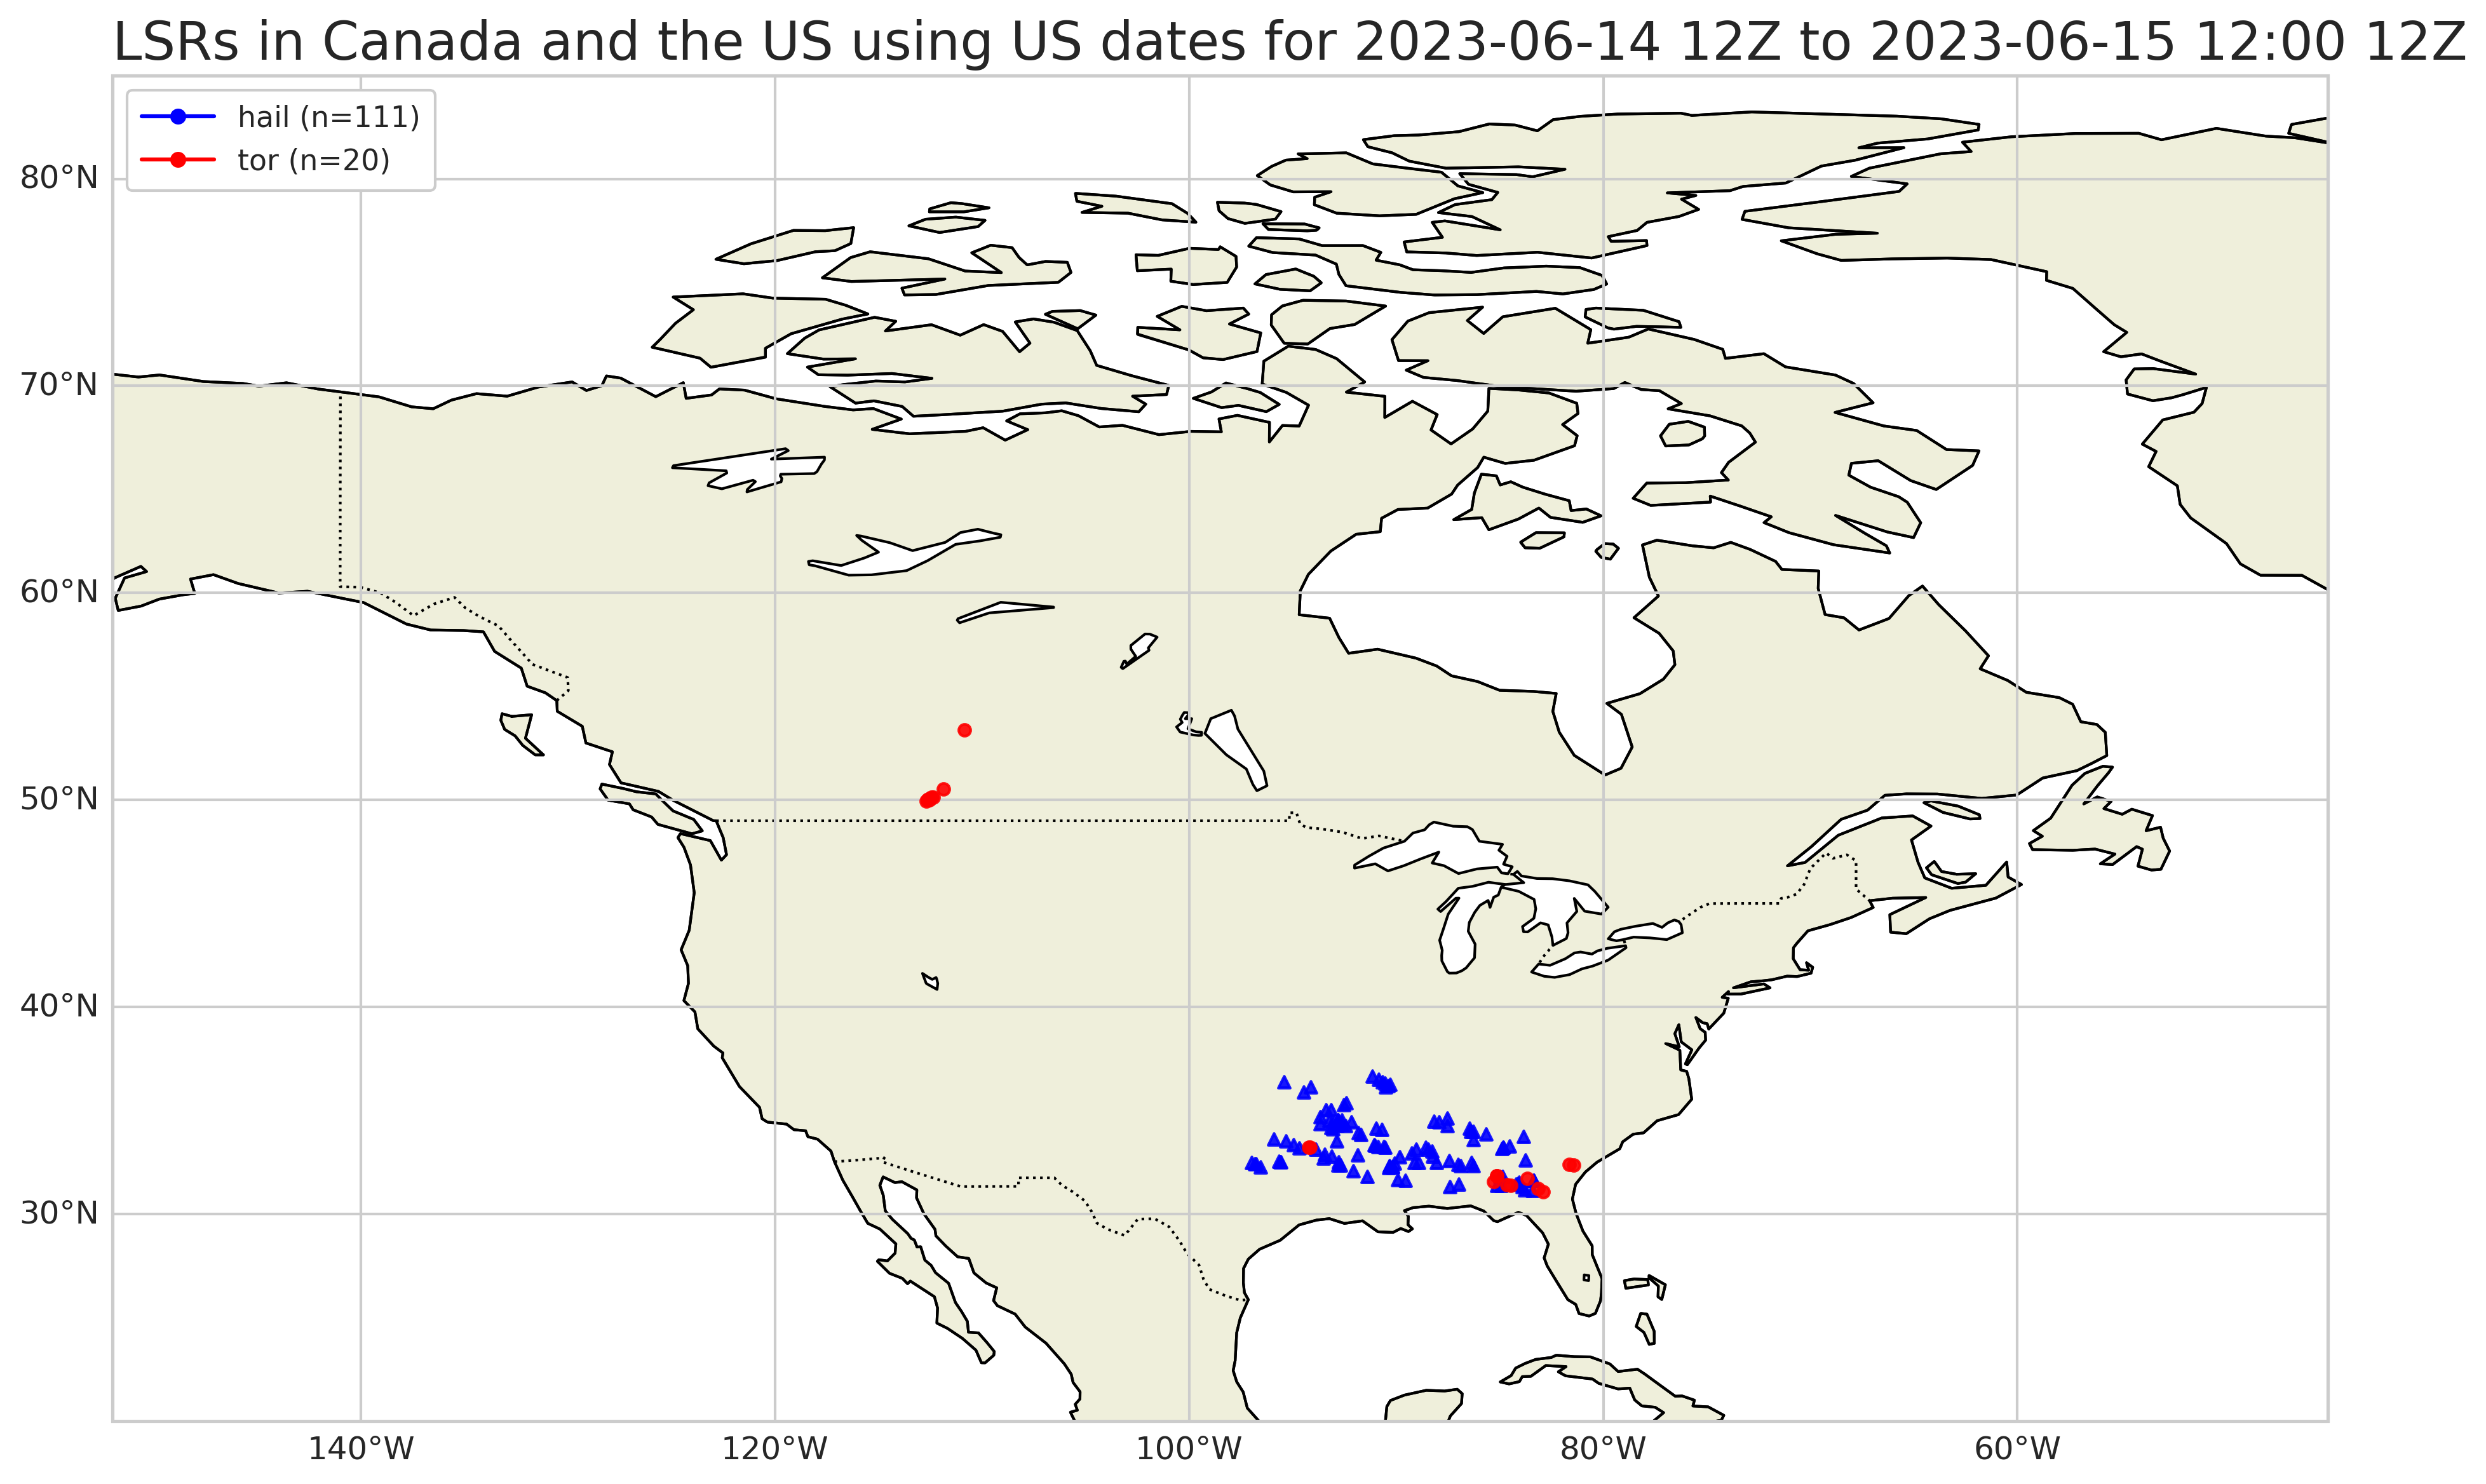 LSRs in Canada and the US using US dates for 2023-06-14 12Z to 2023-06-15 12:00 12Z
hail (n=111)
tor (n=20)
80°N
70°N
60°N
50°N
40°N
30°N
140°W 120°W 100°W 80°W 60°W